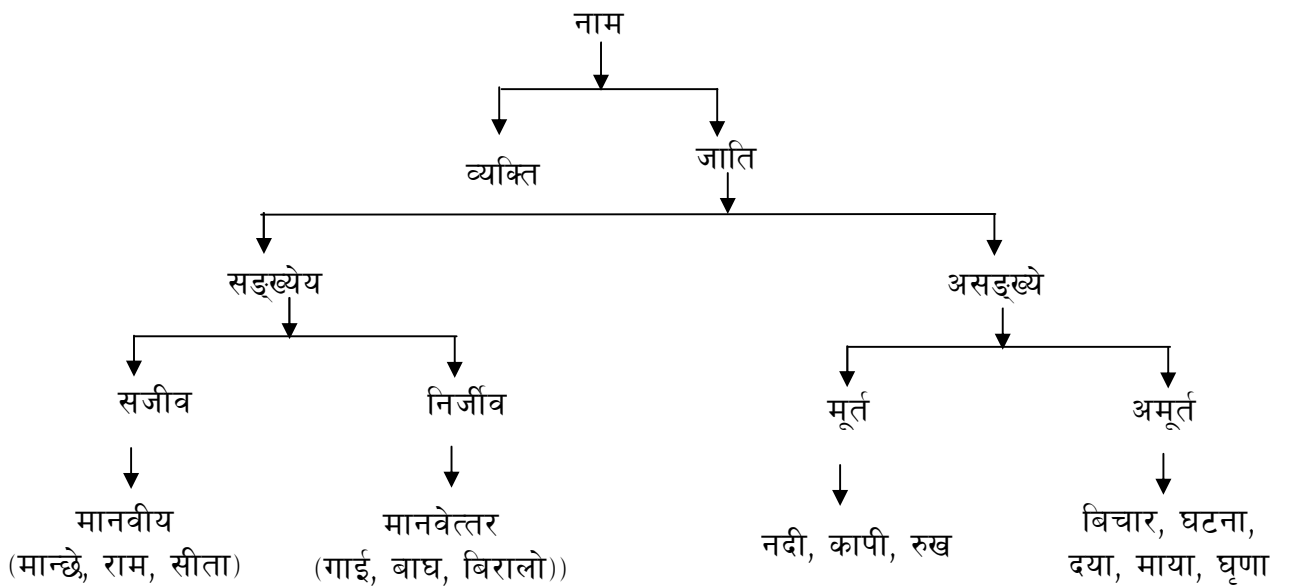 नाम
व्यक्ति
जाति
सङ्ख्येय
असङ्ख्ये
सजीव
निर्जीव
मूर्त
अमूर्त
मानवीय
(मान्छे, राम, सीता)
मानवेत्तर
(गाई, बाघ, बिरालो))
नदी, कापी, रुख
बिचार, घटना,
दया, माया, घृणा